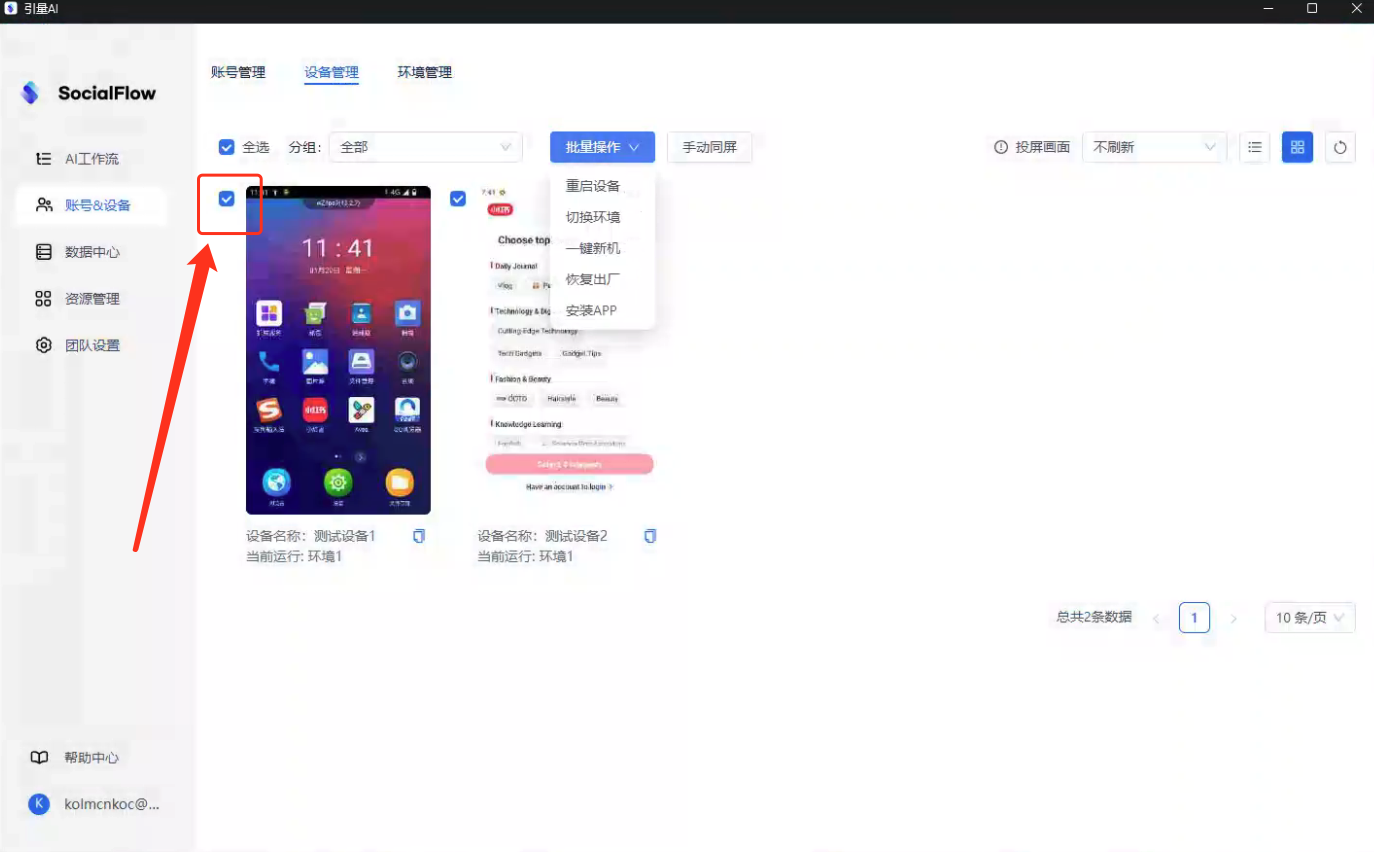 引量AI
SocialFlow
AI工作流
账号&设备
数据中心
资源管理
团队设置
帮助中心
K kolmcnkoc@...
账号管理 设备管理 环境管理
全选 分组: 全部 批量操作 手动同屏 投屏画面 不刷新
重启设备
切换环境
一键新机
恢复出厂
安装APP
11:41
小红书
7:41
Choose top
Daily Journal
Vlog
Technology & Dig
Cutting Edge Technology
Tech Gadgets Gadget Tips
Fashion & Beauty
OOTD Hairstyle Beauty
Knowledge Learning
English
Have an account to login
设备名称：测试设备1
当前运行: 环境1
设备名称：测试设备2
当前运行: 环境1
总共2条数据 1 10 条/页